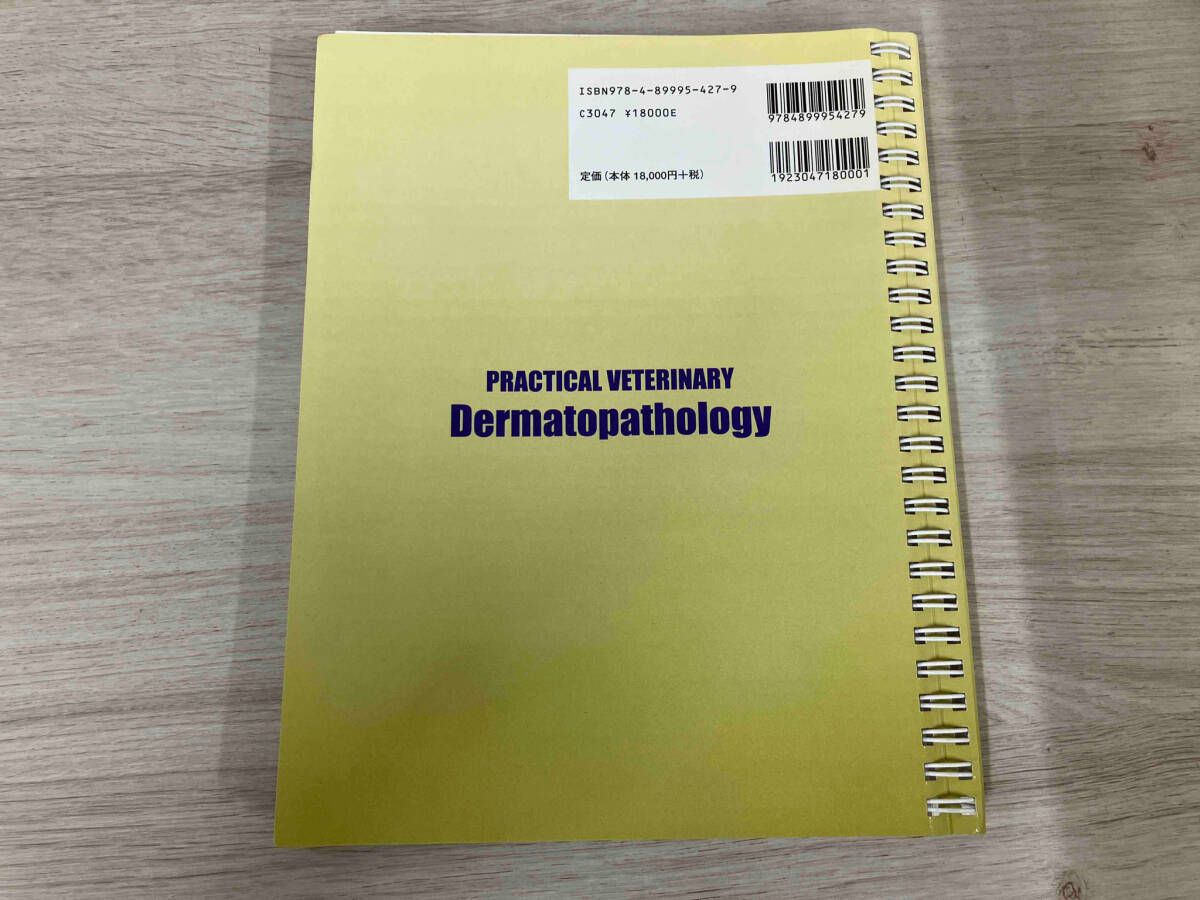 ISBN978-4-89995-427-9
C3047 ¥18000E
9784899954279
定価(本体 18,000円+税)
1923047180001
PRACTICAL VETERINARY
Dermatopathology